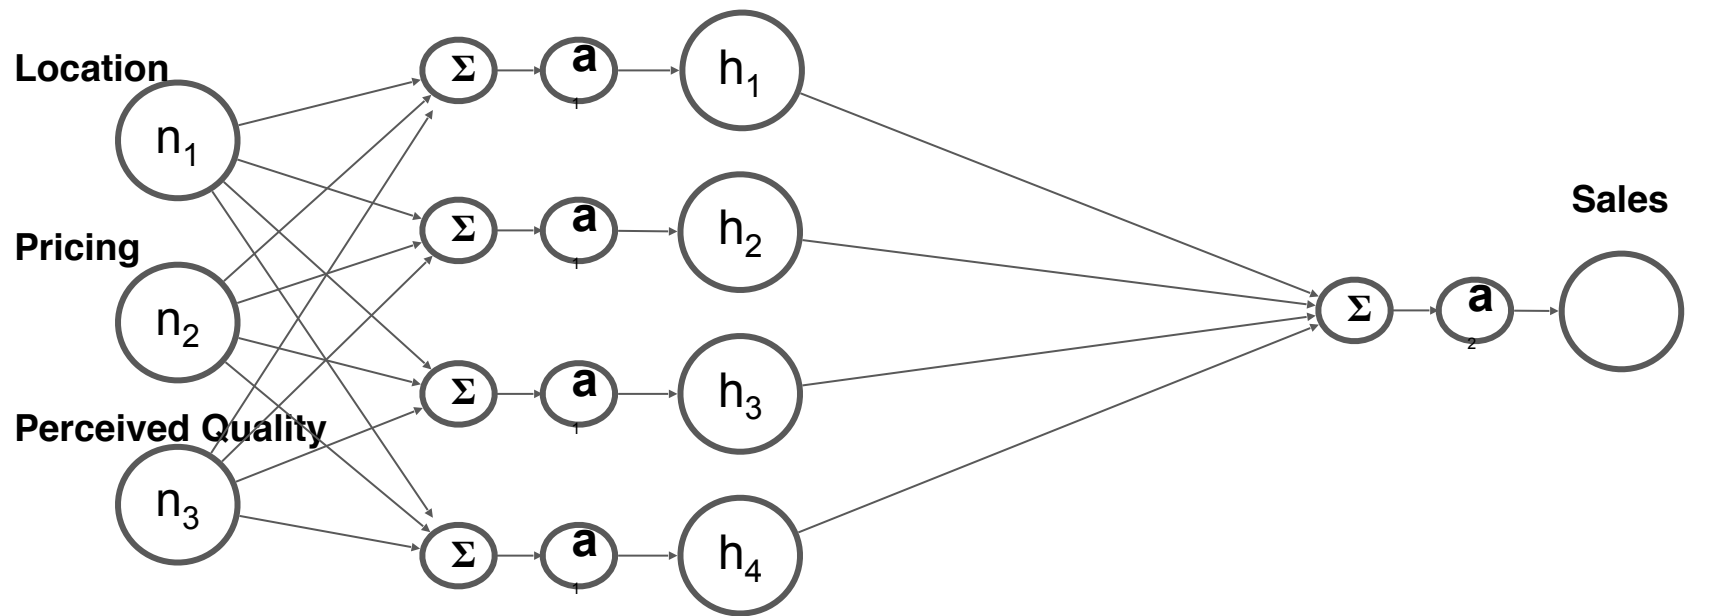 Location
n1
Σ a1 h1
Σ a1 h2
Pricing
n2
Σ a1 h3
Perceived Quality
n3
Σ a1 h4
Σ a2
Sales